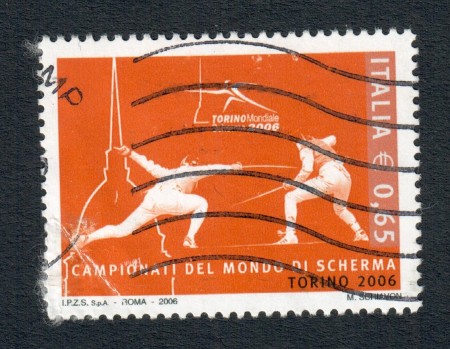 TORINO Mondiale
2006
ITALIA € 0,65
CAMPIONATI DEL MONDO DI SCHERMA
TORINO 2006
I.P.Z.S. S.p.A. - ROMA - 2006
M. SCHIAVON